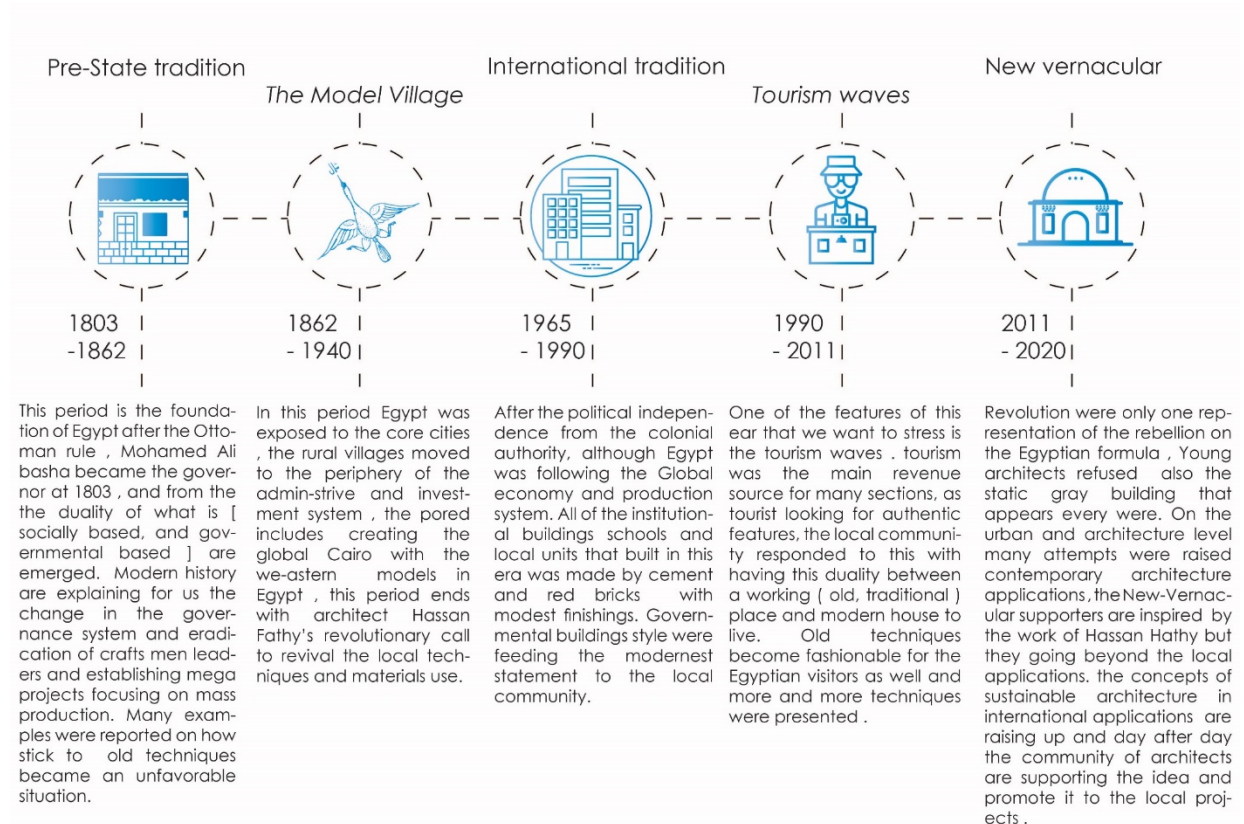 Pre-State tradition
The Model Village
International tradition
Tourism waves
New vernacular
1803
-1862
1862
- 1940
1965
- 1990
1990
- 2011
2011
- 2020
This period is the founda-
tion of Egypt after the Otto-
man rule , Mohamed Ali
basha became the gover-
nor at 1803 , and from the
the duality of what is [
socially based, and gov-
ernmental based ] are
emerged. Modern history
are explaining for us the
change in the gover-
nance system and eradi-
cation of crafts men lead-
ers and establishing mega
projects focusing on mass
production. Many exam-
ples were reported on how
stick to old techniques
became an unfavorable
situation.
In this period Egypt was
exposed to the core cities
, the rural villages moved
to the periphery of the
admin-strive and invest-
ment system , the pored
includes creating the
global Cairo with the
we-astern models in
Egypt , this period ends
with architect Hassan
Fathy's revolutionary call
to revival the local tech-
niques and materials use.
After the political indepen-
dence from the colonial
authority, although Egypt
was following the Global
economy and production
system. All of the institution-
al buildings schools and
local units that built in this
era was made by cement
and red bricks with
modest finishings. Govern-
mental buildings style were
feeding the modernest
statement to the local
community.
One of the features of this
ear that we want to stress is
the tourism waves . tourism
was the main revenue
source for many sections, as
tourist looking for authentic
features, the local communi-
ty responded to this with
having this duality between
a working ( old, traditional )
place and modern house to
live. Old techniques
become fashionable for the
Egyptian visitors as well and
more and more techniques
were presented .
Revolution were only one rep-
resentation of the rebellion on
the Egyptian formula , Young
architects refused also the
static gray building that
appears every were. On the
urban and architecture level
many attempts were raised
contemporary architecture
applications, the New-Vernac-
ular supporters are inspired by
the work of Hassan Hathy but
they going beyond the local
applications. the concepts of
sustainable architecture in
international applications are
raising up and day after day
the community of architects
are supporting the idea and
promote it to the local proj-
ects .